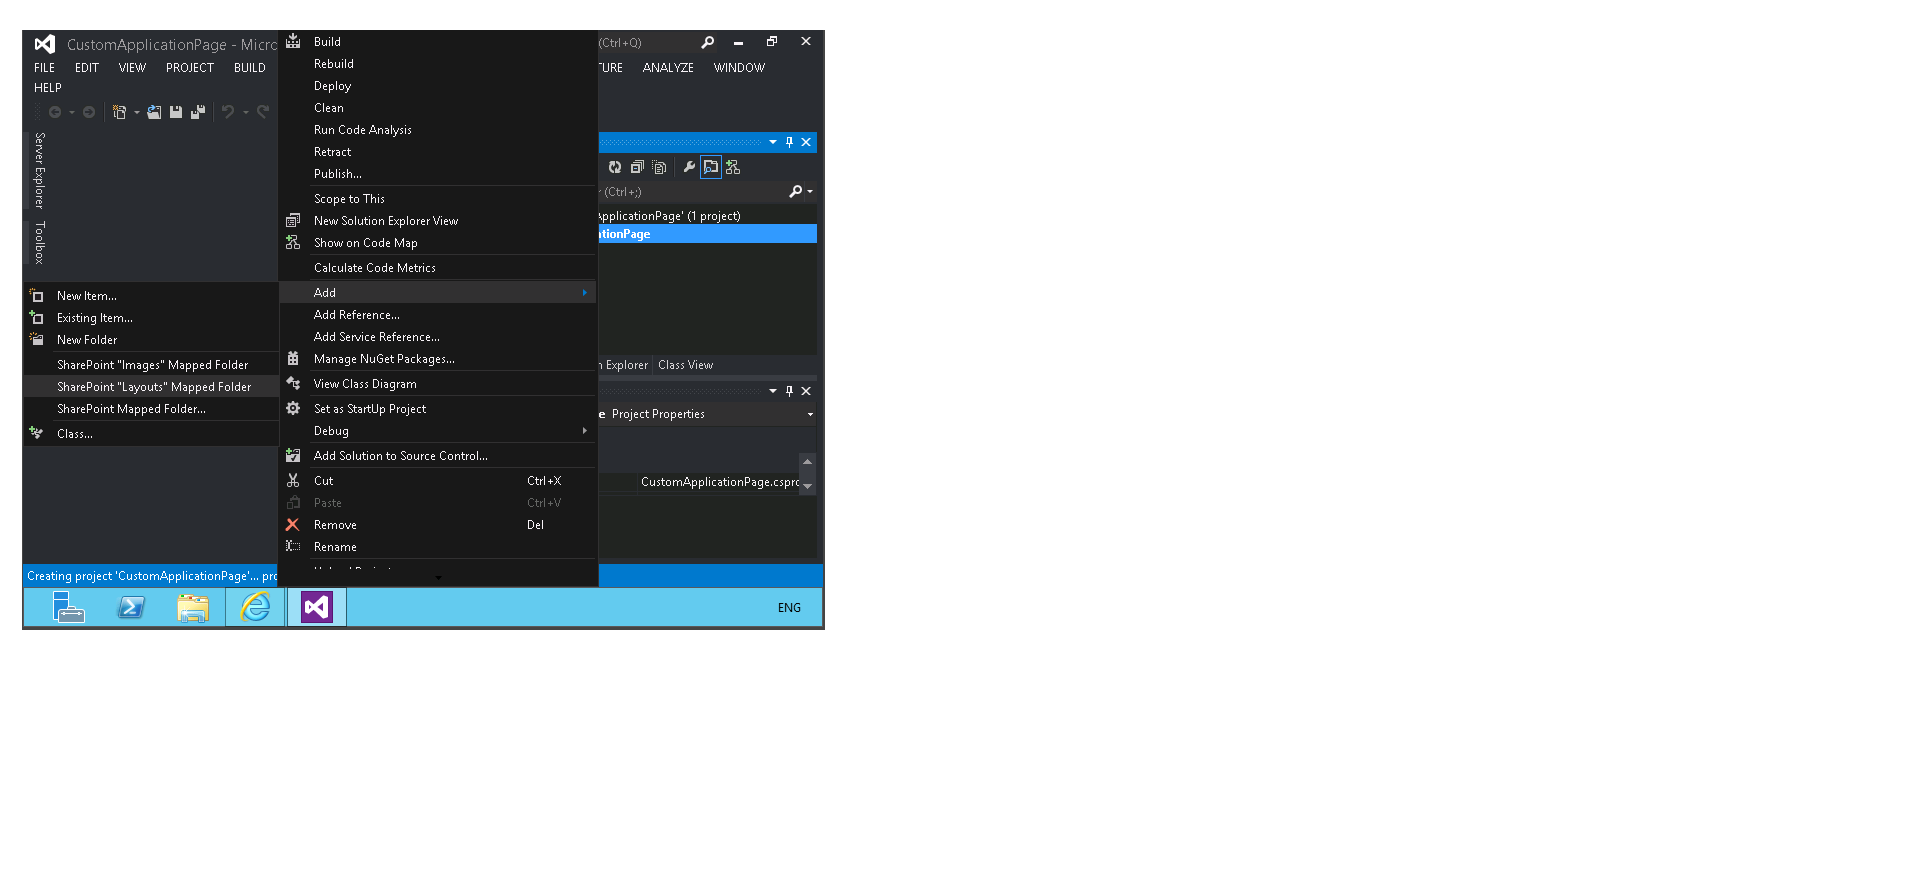 CustomApplicationPage - Micro
(Ctrl+Q)
FILE EDIT VIEW PROJECT BUILD
TURE ANALYZE WINDOW
HELP
Server Explorer
Toolbox
Build
Rebuild
Deploy
Clean
Run Code Analysis
Retract
Publish...
Scope to This
New Solution Explorer View
Show on Code Map
Calculate Code Metrics
Add
Add Reference...
Add Service Reference...
Manage NuGet Packages...
View Class Diagram
Set as StartUp Project
Debug
Add Solution to Source Control...
Cut Ctrl+X
Paste Ctrl+V
Remove Del
Rename
New Item...
Existing Item...
New Folder
SharePoint "Images" Mapped Folder
SharePoint "Layouts" Mapped Folder
SharePoint Mapped Folder...
Class...
r (Ctrl+;)
ApplicationPage' (1 project)
ationPage
n Explorer Class View
e Project Properties
CustomApplicationPage.cspro
Creating project 'CustomApplicationPage'... pro
ENG